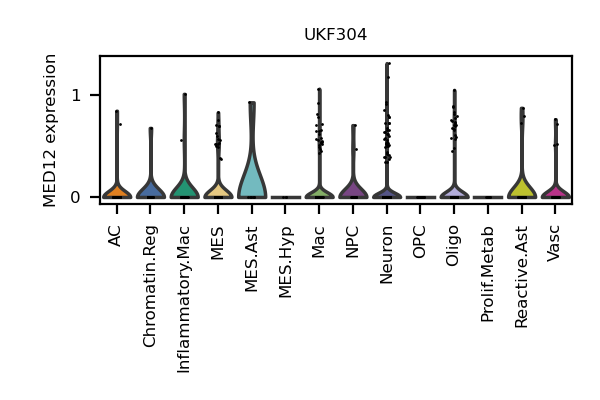 UKF304
MED12 expression
1
0
AC
Chromatin.Reg
Inflammatory.Mac
MES
MES.Ast
MES.Hyp
Mac
NPC
Neuron
OPC
Oligo
Prolif.Metab
Reactive.Ast
Vasc